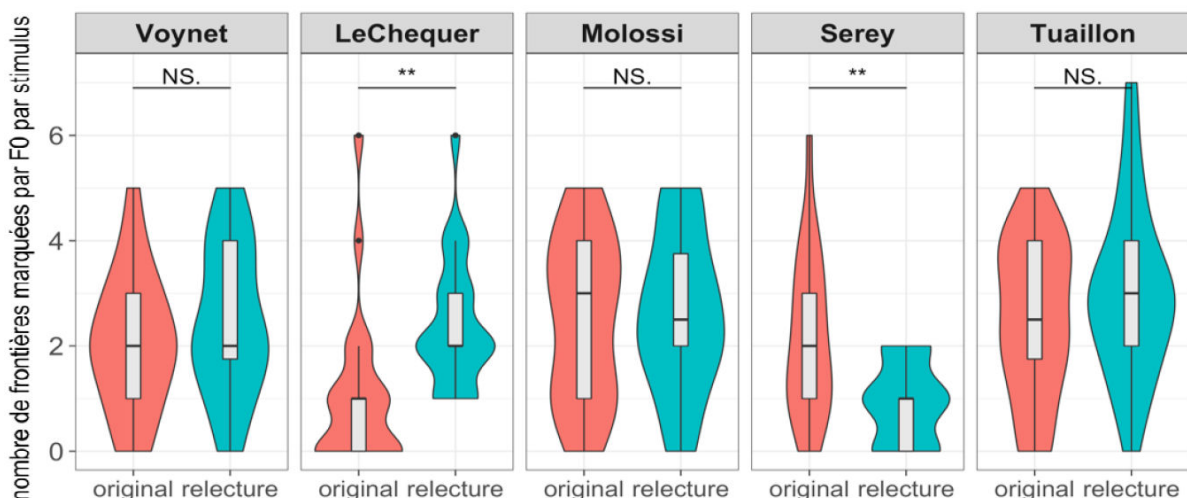 nombre de frontières marquées par F0 par stimulus
Voynet
LeChequer
Molossi
Serey
Tuaillon
NS.
**
NS.
**
NS.
6
4
2
0
original relecture
original relecture
original relecture
original relecture
original relecture